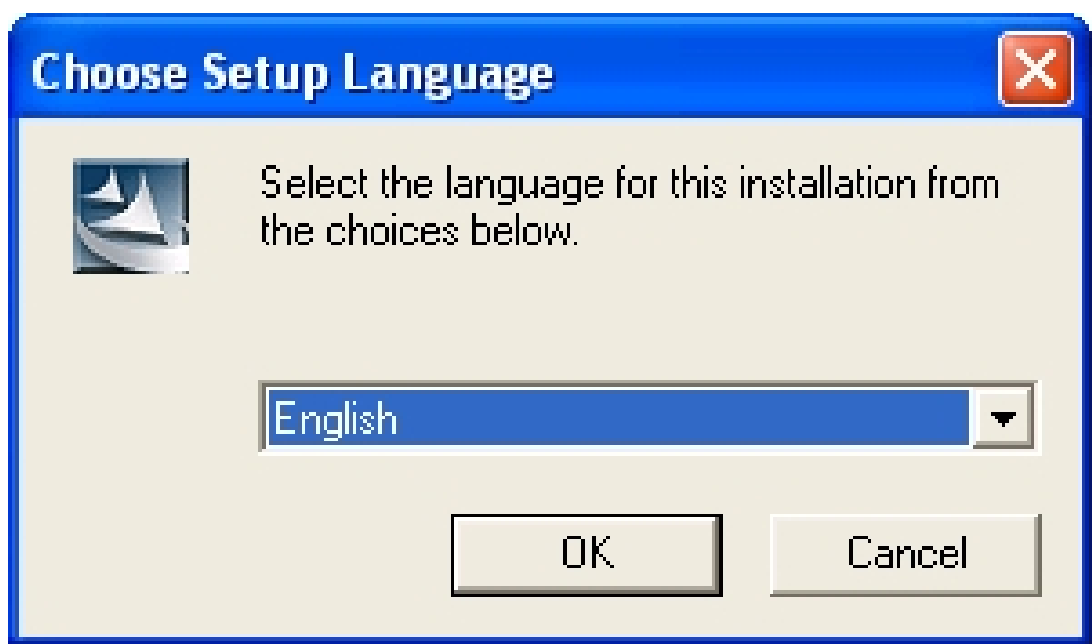 Choose Setup Language
Select the language for this installation from
the choices below.
English
OK
Cancel